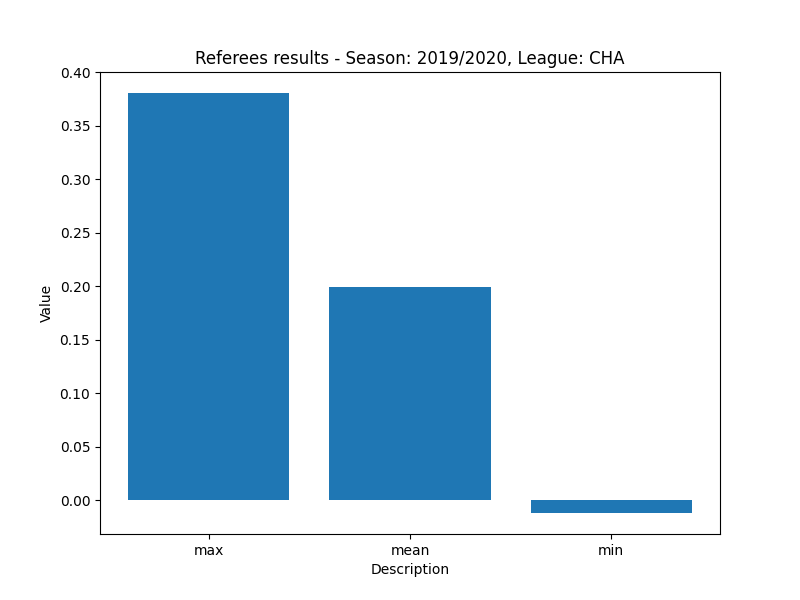 Referees results - Season: 2019/2020, League: CHA
0.40
0.35
0.30
0.25
0.20
0.15
0.10
0.05
0.00
Value
max mean min
Description